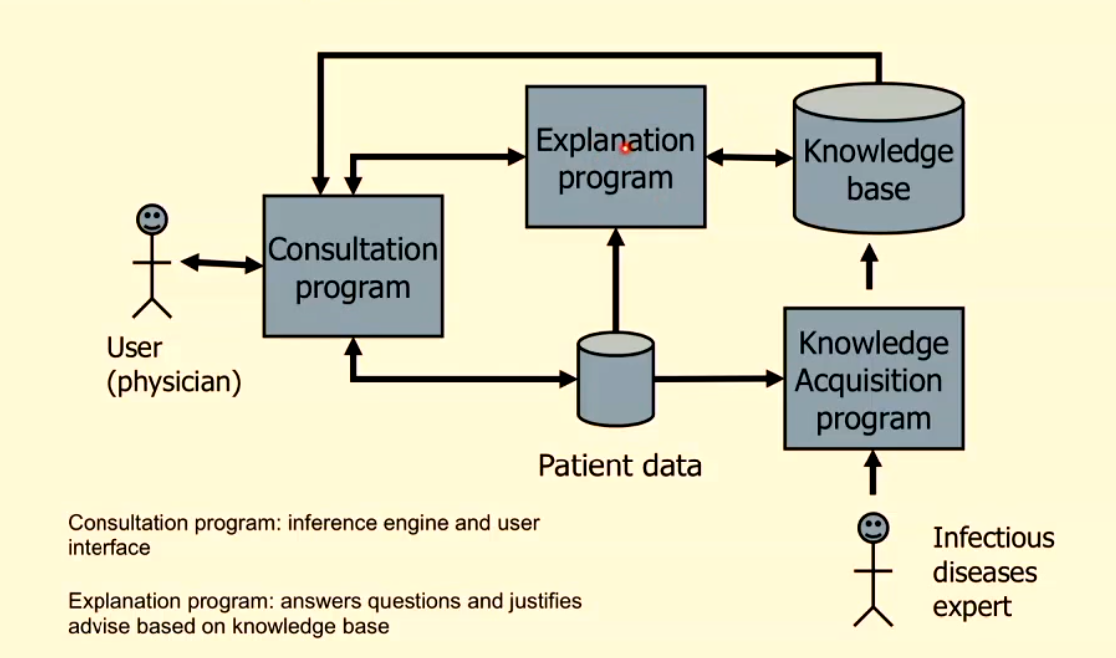 Explanation
program
Knowledge
base
Consultation
program
User
(physician)
Knowledge
Acquisition
program
Patient data
Infectious
diseases
expert
Consultation program: inference engine and user
interface
Explanation program: answers questions and justifies
advise based on knowledge base